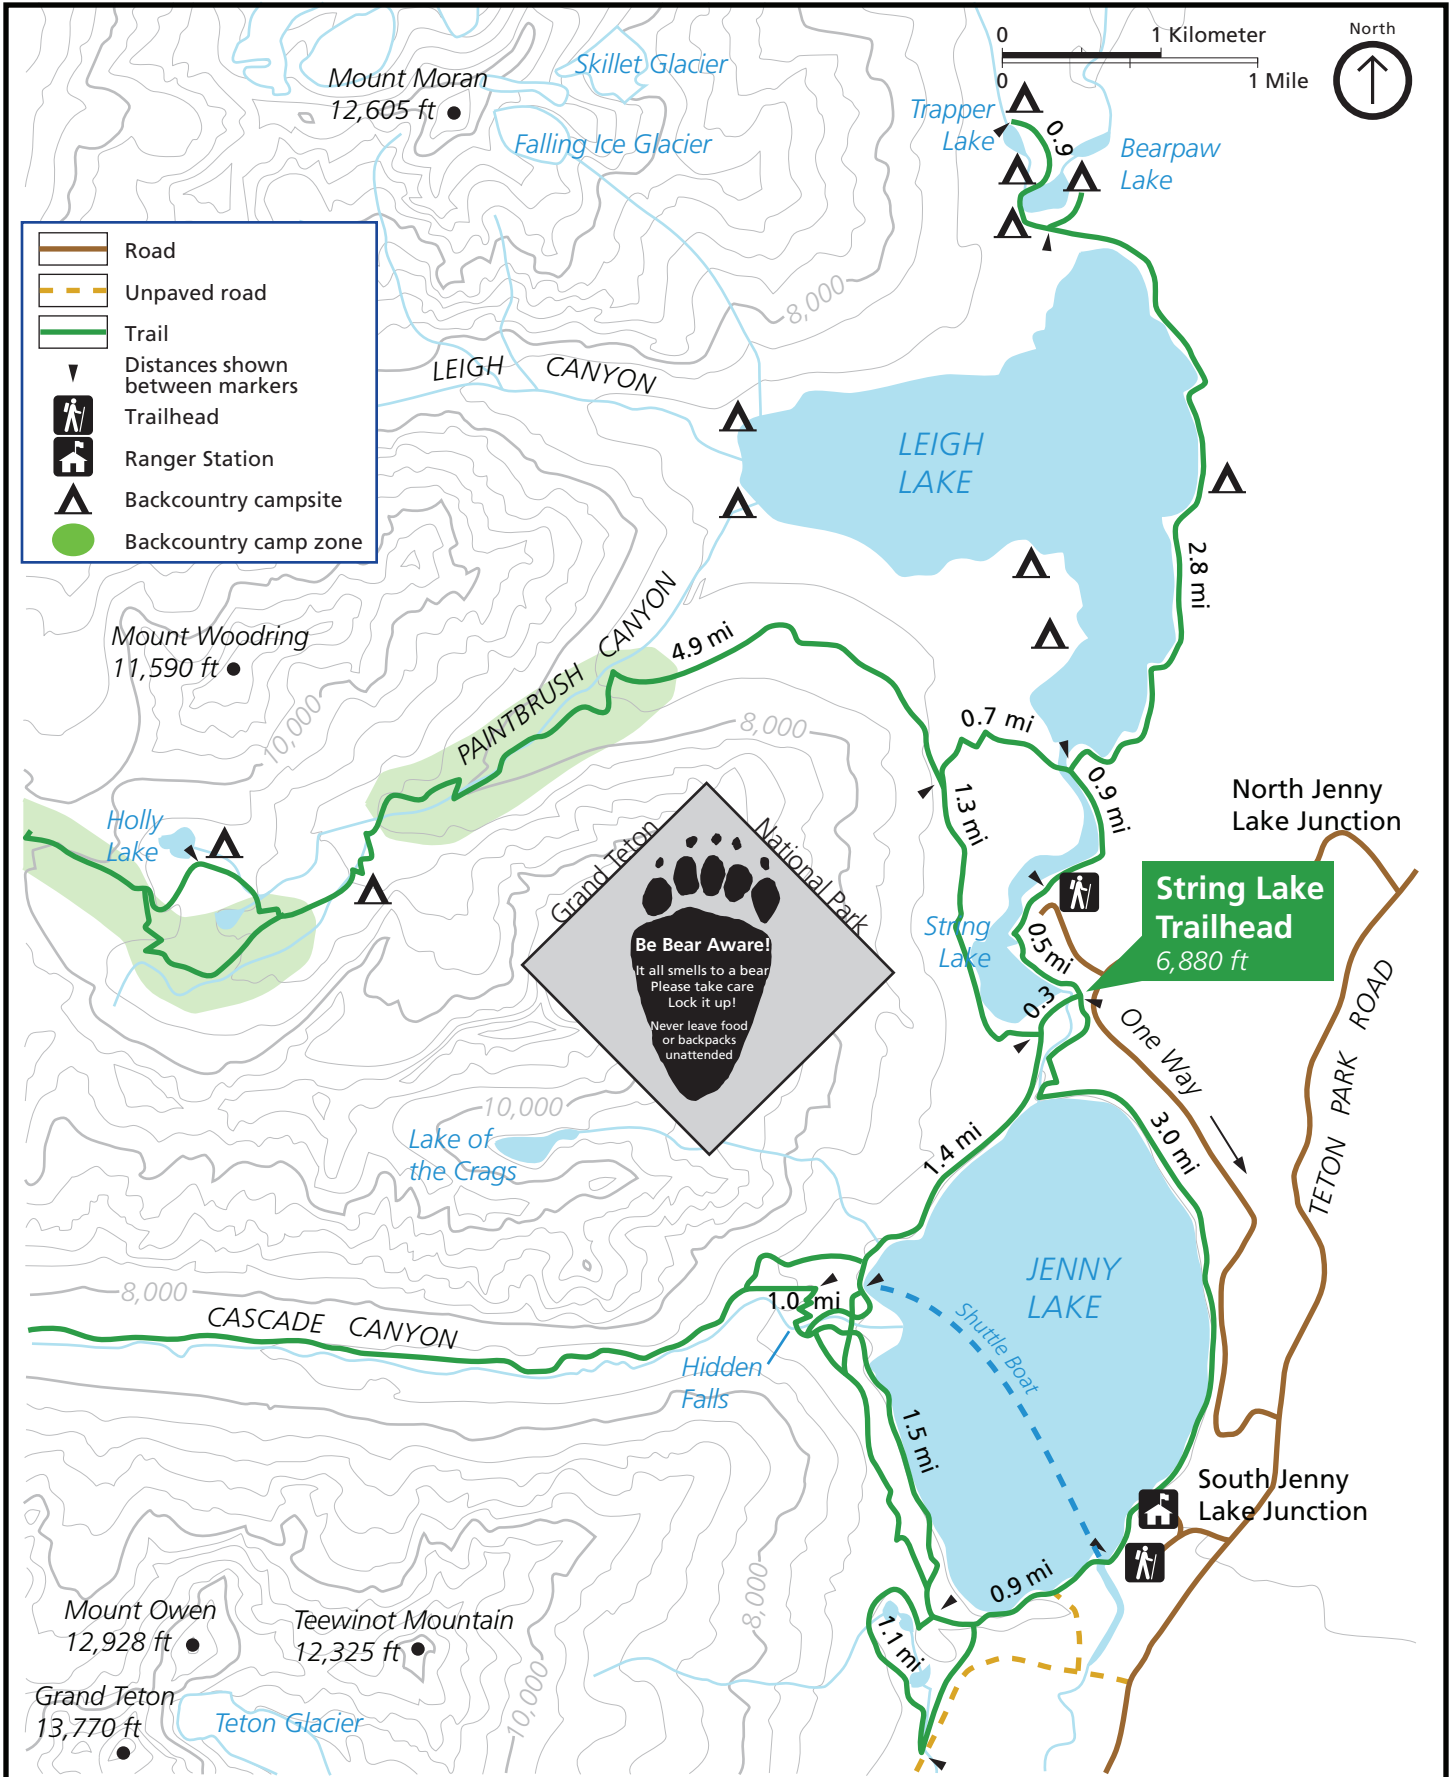 0
1 Kilometer
0
1 Mile
North
Mount Moran
12,605 ft
Skillet Glacier
Falling Ice Glacier
Trapper
Lake
0.9
Bearpaw
Lake
Road
Unpaved road
Trail
Distances shown
between markers
Trailhead
Ranger Station
Backcountry campsite
Backcountry camp zone
8,000
LEIGH CANYON
LEIGH
LAKE
2.8 mi
Mount Woodring
11,590 ft
10,000
PAINTBRUSH CANYON
4.9 mi
8,000
0.7 mi
0.9 mi
1.3 mi
North Jenny
Lake Junction
Holly
Lake
Grand Teton
National Park
Be Bear Aware!
It all smells to a bear
Please take care
Lock it up!
Never leave food
or backpacks
unattended
String
Lake
0.5mi
0.3
String Lake
Trailhead
6,880 ft
One Way
TETON PARK ROAD
10,000
Lake of
the Crags
1.4 mi
3.0 mi
8,000
CASCADE CANYON
1.0 mi
Hidden
Falls
JENNY
LAKE
Shuttle Boat
1.5 mi
South Jenny
Lake Junction
0.9 mi
1.1 mi
8,000
10,000
Mount Owen
12,928 ft
Teewinot Mountain
12,325 ft
Grand Teton
13,770 ft
Teton Glacier